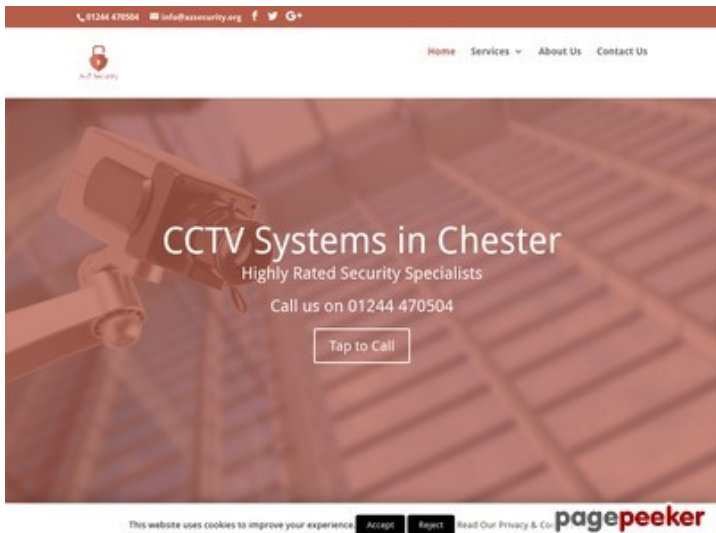 01244 470504 info@azsecurity.org f G+
A-Z Security
Home Services About Us Contact Us
CCTV Systems in Chester
Highly Rated Security Specialists
Call us on 01244 470504
Tap to Call
This website uses cookies to improve your experience. Accept Reject Read Our Privacy &
pagepeeker